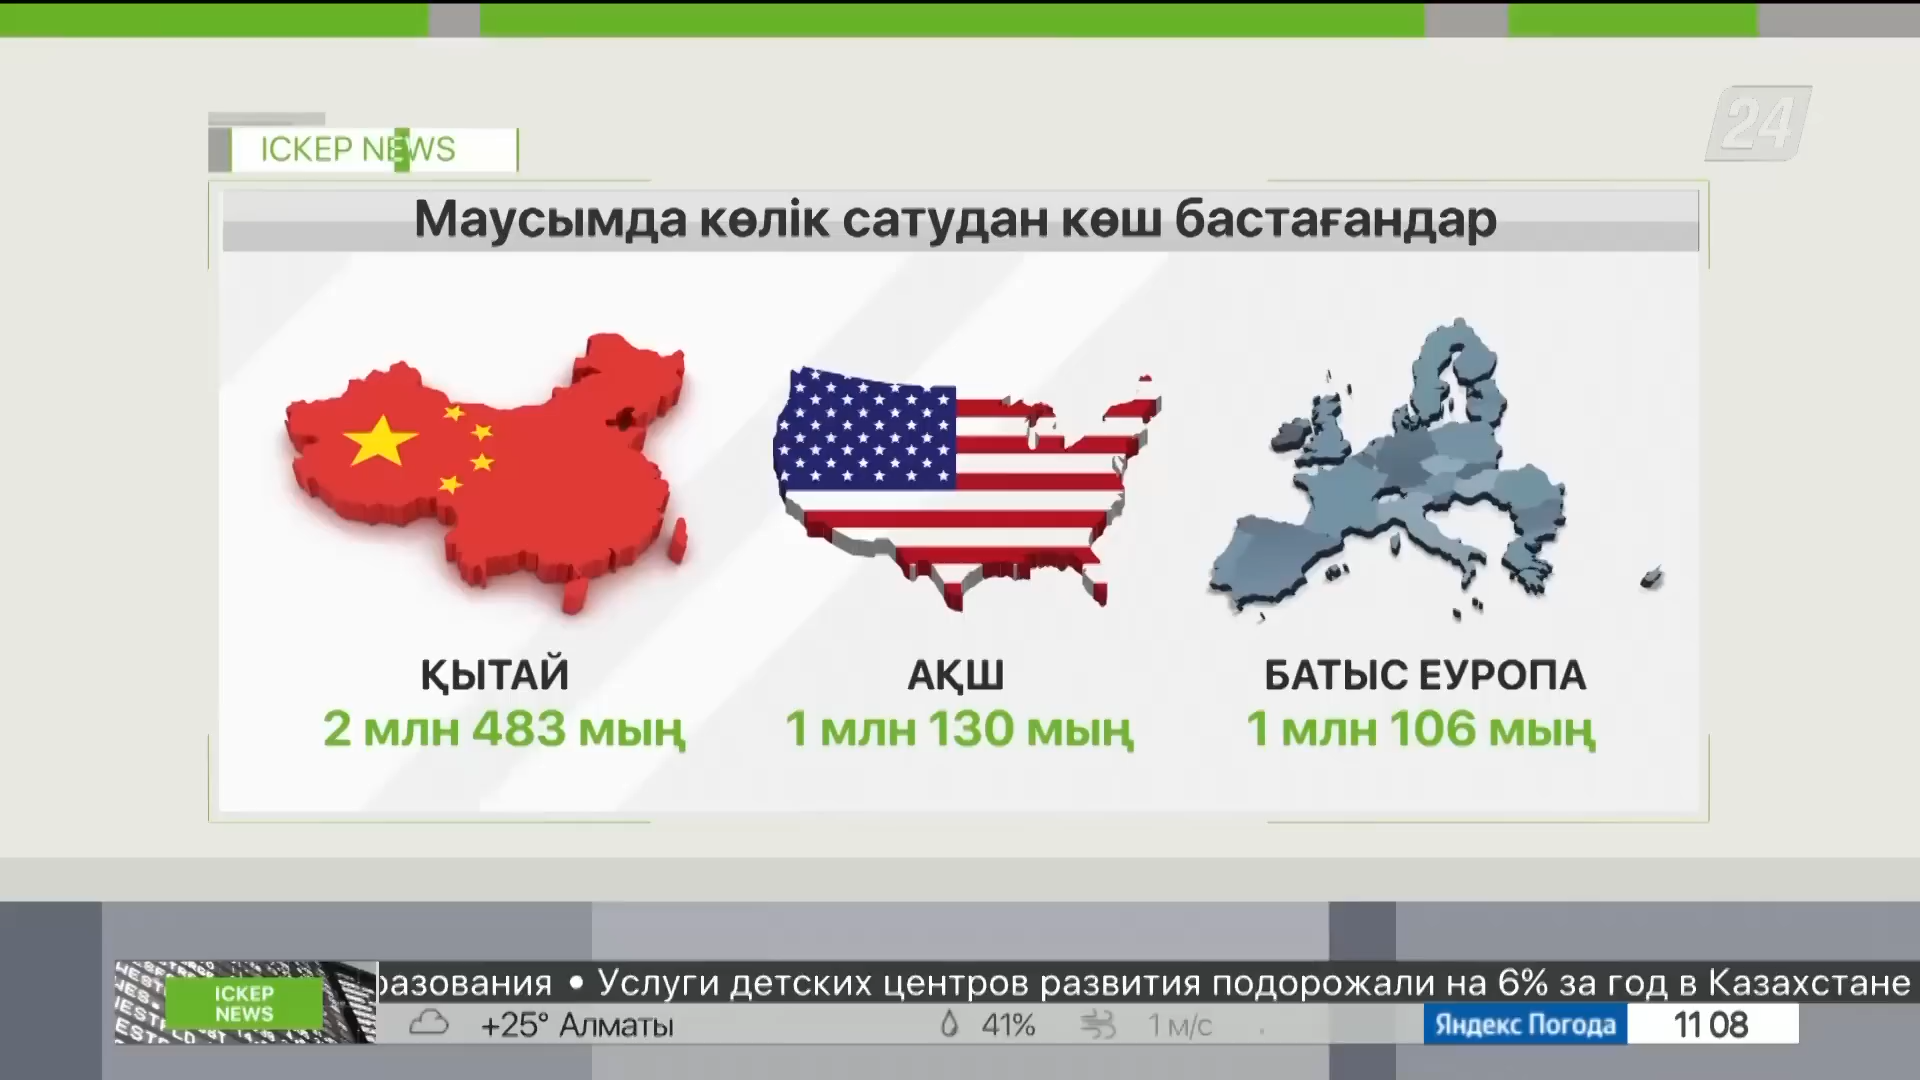 24
ІСКЕР NEWS
Маусымда көлік сатудан көш бастағандар
ҚЫТАЙ
2 млн 483 мың
АҚШ
1 млн 130 мың
БАТЫС ЕУРОПА
1 млн 106 мың
ІСКЕР
NEWS
разования • Услуги детских центров развития подорожали на 6% за год в Казахстане
+25° Алматы 41% 1 м/с Яндекс Погода 11 08